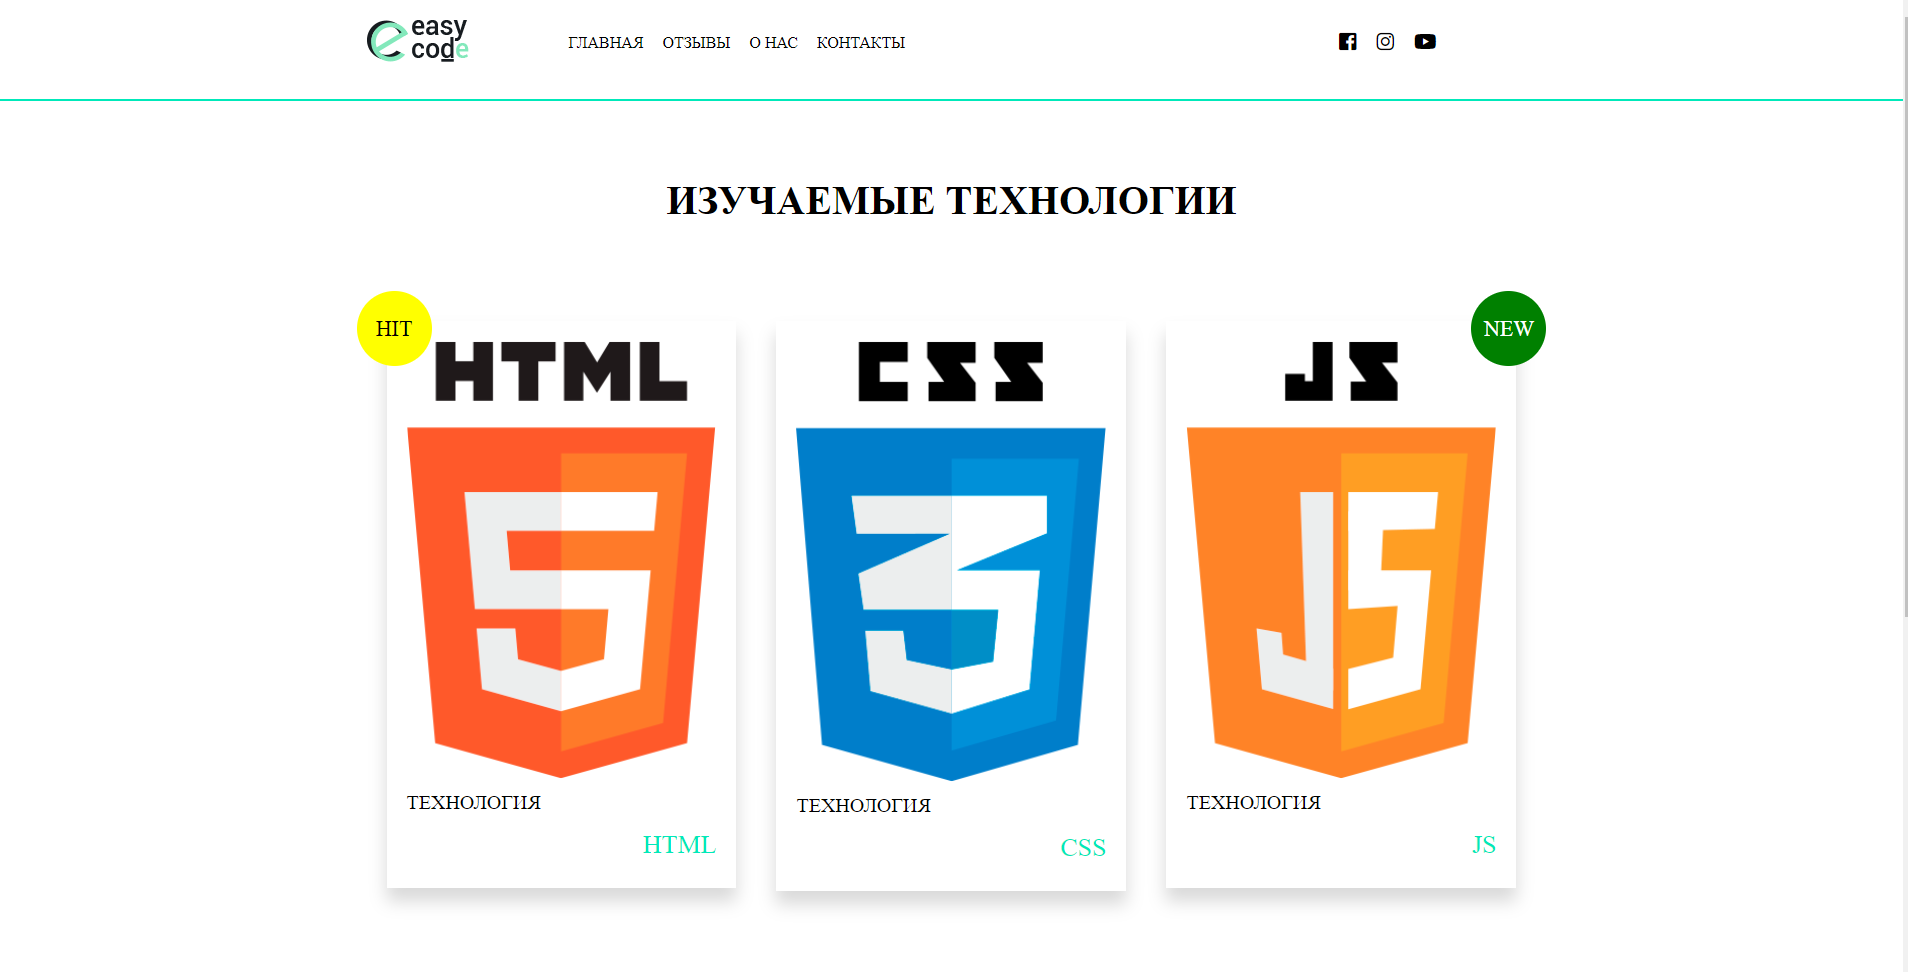 easy
code
ГЛАВНАЯ ОТЗЫВЫ О НАС КОНТАКТЫ
ИЗУЧАЕМЫЕ ТЕХНОЛОГИИ
HIT
HTML
5
ТЕХНОЛОГИЯ
HTML
CSS
3
ТЕХНОЛОГИЯ
CSS
NEW
JS
JS
ТЕХНОЛОГИЯ
JS